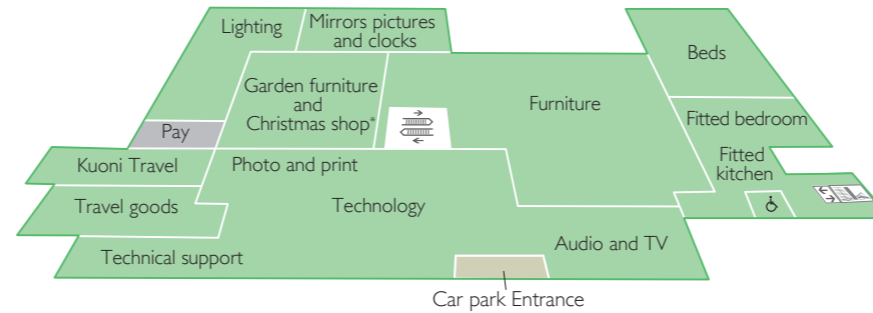 Lighting
Mirrors pictures
and clocks
Beds
Garden furniture
and
Christmas shop*
Furniture
Pay
Fitted bedroom
Kuoni Travel
Photo and print
Fitted
kitchen
Travel goods
Technology
Technical support
Audio and TV
Car park Entrance